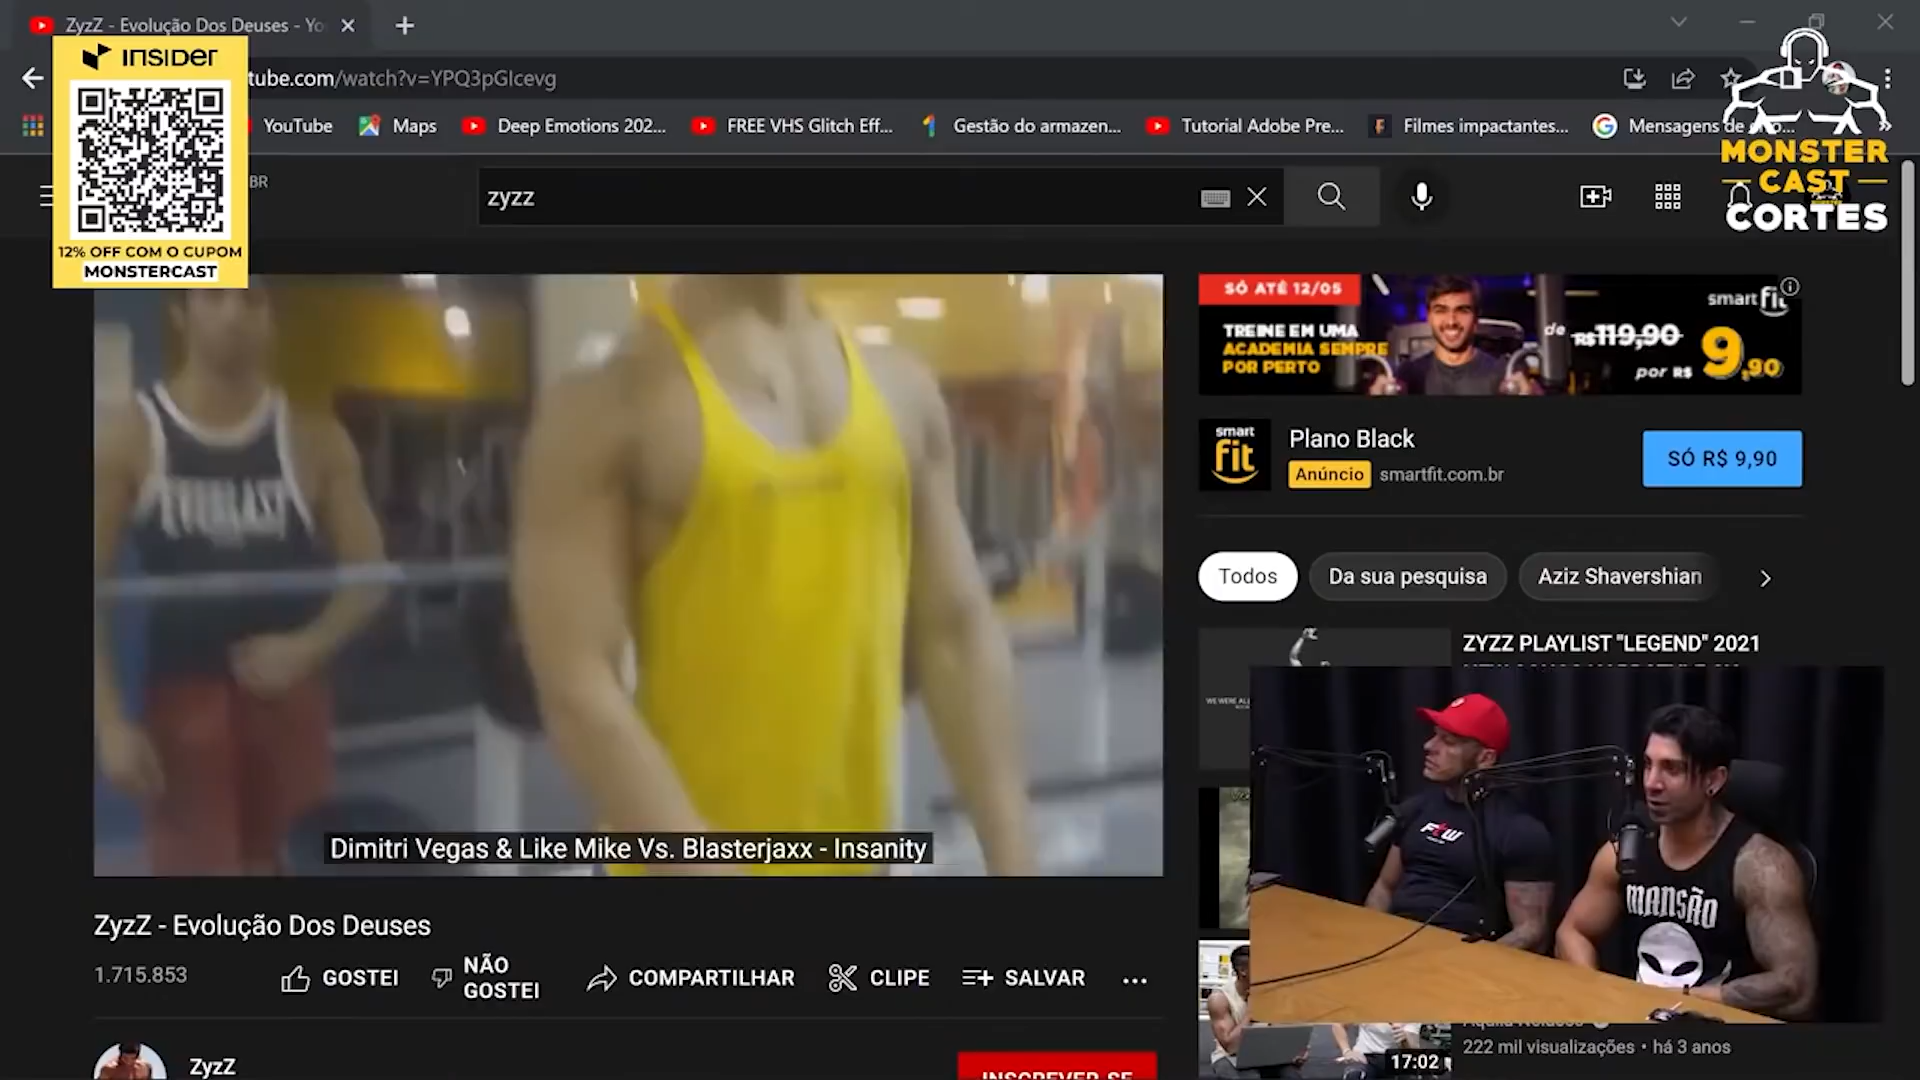 ZyzZ - Evolução Dos Deuses - Yo
INSIDER
12% OFF COM O CUPOM
MONSTERCAST
tube.com/watch?v=YPQ3pGlcevg
YouTube
Maps
Deep Emotions 202...
FREE VHS Glitch Eff...
Gestão do armazen...
Tutorial Adobe Pre...
Filmes impactantes...
Mensagens de
MONSTER
CAST
CORTES
BR
zyzz
EVERLAST
Dimitri Vegas & Like Mike Vs. Blasterjaxx - Insanity
SÓ ATÉ 12/05
TREINE EM UMA
ACADEMIA SEMPRE
POR PERTO
smart fit
de R$119,90
por R$ 9,90
smart
fit
Plano Black
Anúncio smartfit.com.br
SÓ R$ 9,90
Todos
Da sua pesquisa
Aziz Shavershian
ZYZZ PLAYLIST "LEGEND" 2021
WE WERE ALL
FTW
MANSÃO
ZyzZ - Evolução Dos Deuses
1.715.853
GOSTEI
NÃO
GOSTEI
COMPARTILHAR
CLIPE
SALVAR
ZyzZ
INSCREVER-SE
17:02
222 mil visualizações • há 3 anos